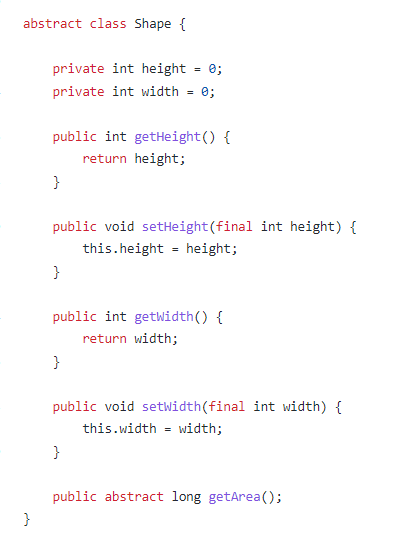 abstract class Shape {
private int height = 0;
private int width = 0;
public int getHeight() {
return height;
}
public void setHeight(final int height) {
this.height = height;
}
public int getWidth() {
return width;
}
public void setWidth(final int width) {
this.width = width;
}
public abstract long getArea();
}